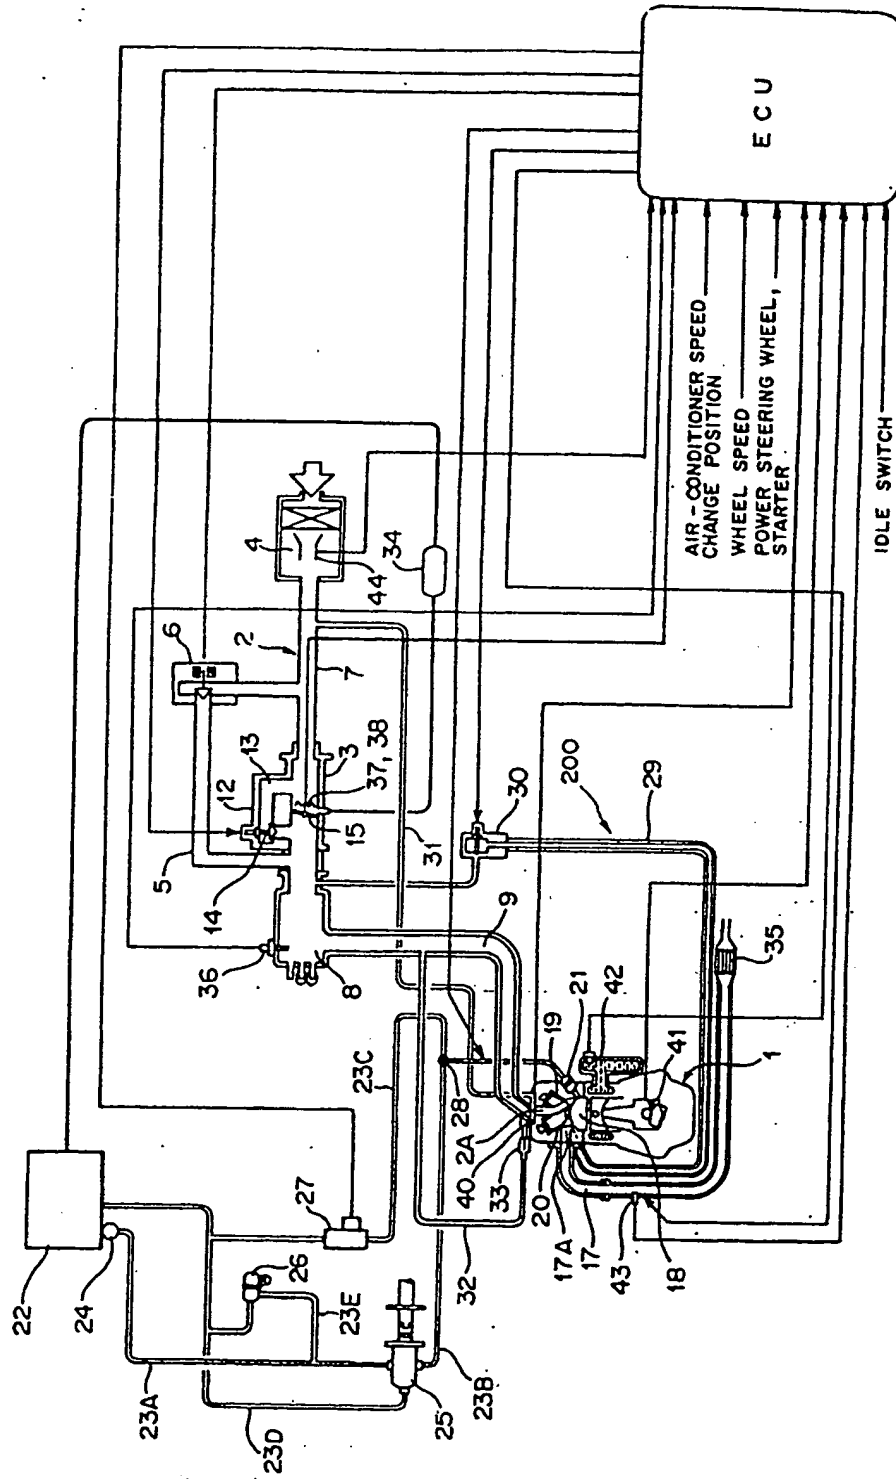 ECU
AIR-CONDITIONER SPEED
CHANGE POSITION
WHEEL SPEED
POWER STEERING WHEEL,
STARTER
IDLE SWITCH
22
24
23A
23D
26
23E
25
23B
27
23C
36
8
5
14
12
13
6
2
4
44
34
7
3
37, 38
15
31
30
200
29
9
28
19
21
42
41
1
35
2A
40
33
20
17A
17
43
18
32